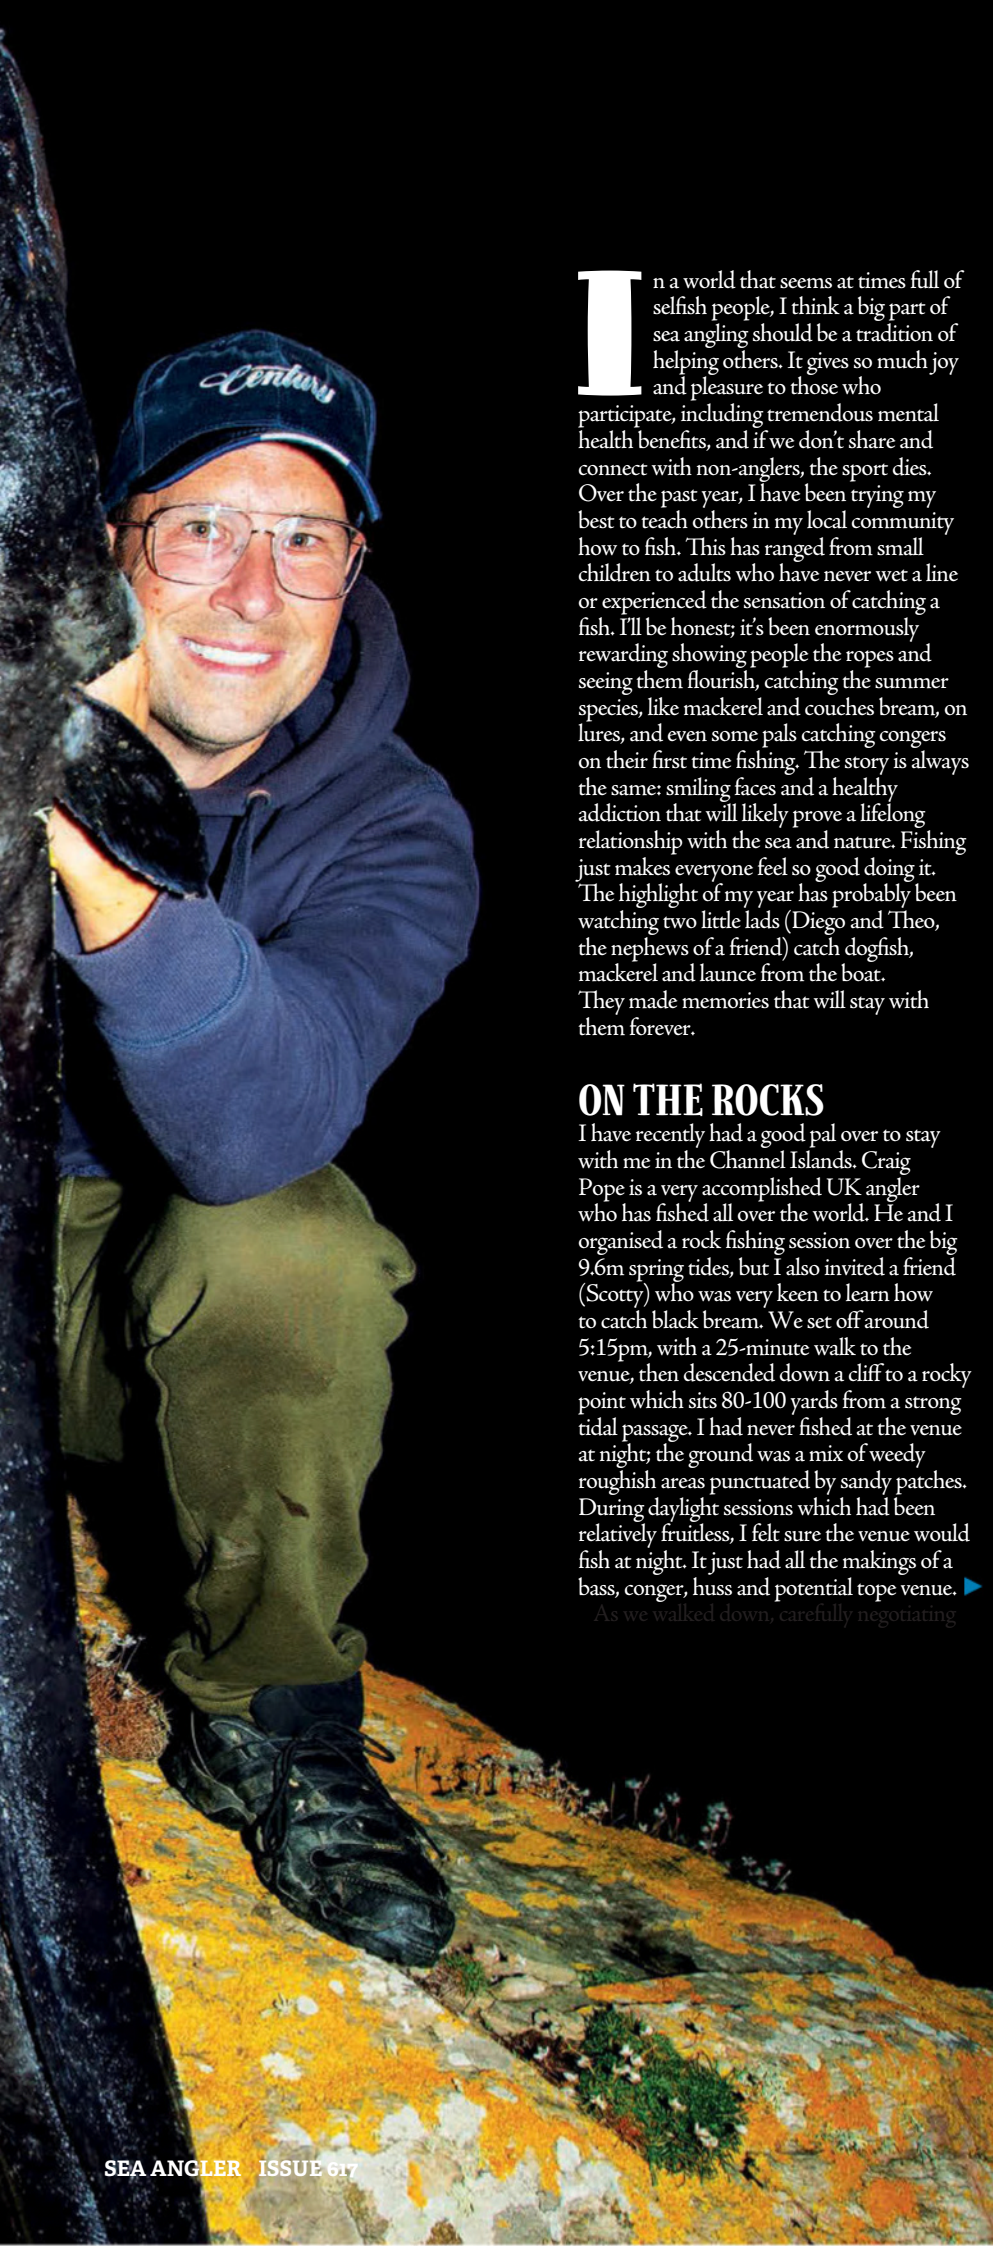 Century
In a world that seems at times full of
selfish people, I think a big part of
sea angling should be a tradition of
helping others. It gives so much joy
and pleasure to those who
participate, including tremendous mental
health benefits, and if we don't share and
connect with non-anglers, the sport dies.
Over the past year, I have been trying my
best to teach others in my local community
how to fish. This has ranged from small
children to adults who have never wet a line
or experienced the sensation of catching a
fish. I'll be honest; it's been enormously
rewarding showing people the ropes and
seeing them flourish, catching the summer
species, like mackerel and couches bream, on
lures, and even some pals catching congers
on their first time fishing. The story is always
the same: smiling faces and a healthy
addiction that will likely prove a lifelong
relationship with the sea and nature. Fishing
just makes everyone feel so good doing it.
The highlight of my year has probably been
watching two little lads (Diego and Theo,
the nephews of a friend) catch dogfish,
mackerel and launce from the boat.
They made memories that will stay with
them forever.
ON THE ROCKS
I have recently had a good pal over to stay
with me in the Channel Islands. Craig
Pope is a very accomplished UK angler
who has fished all over the world. He and I
organised a rock fishing session over the big
9.6m spring tides, but I also invited a friend
(Scotty) who was very keen to learn how
to catch black bream. We set off around
5:15pm, with a 25-minute walk to the
venue, then descended down a cliff to a rocky
point which sits 80-100 yards from a strong
tidal passage. I had never fished at the venue
at night; the ground was a mix of weedy
roughish areas punctuated by sandy patches.
During daylight sessions which had been
relatively fruitless, I felt sure the venue would
fish at night. It just had all the makings of a
bass, conger, huss and potential tope venue.
As we walked down, carefully negotiating
SEA ANGLER ISSUE 617